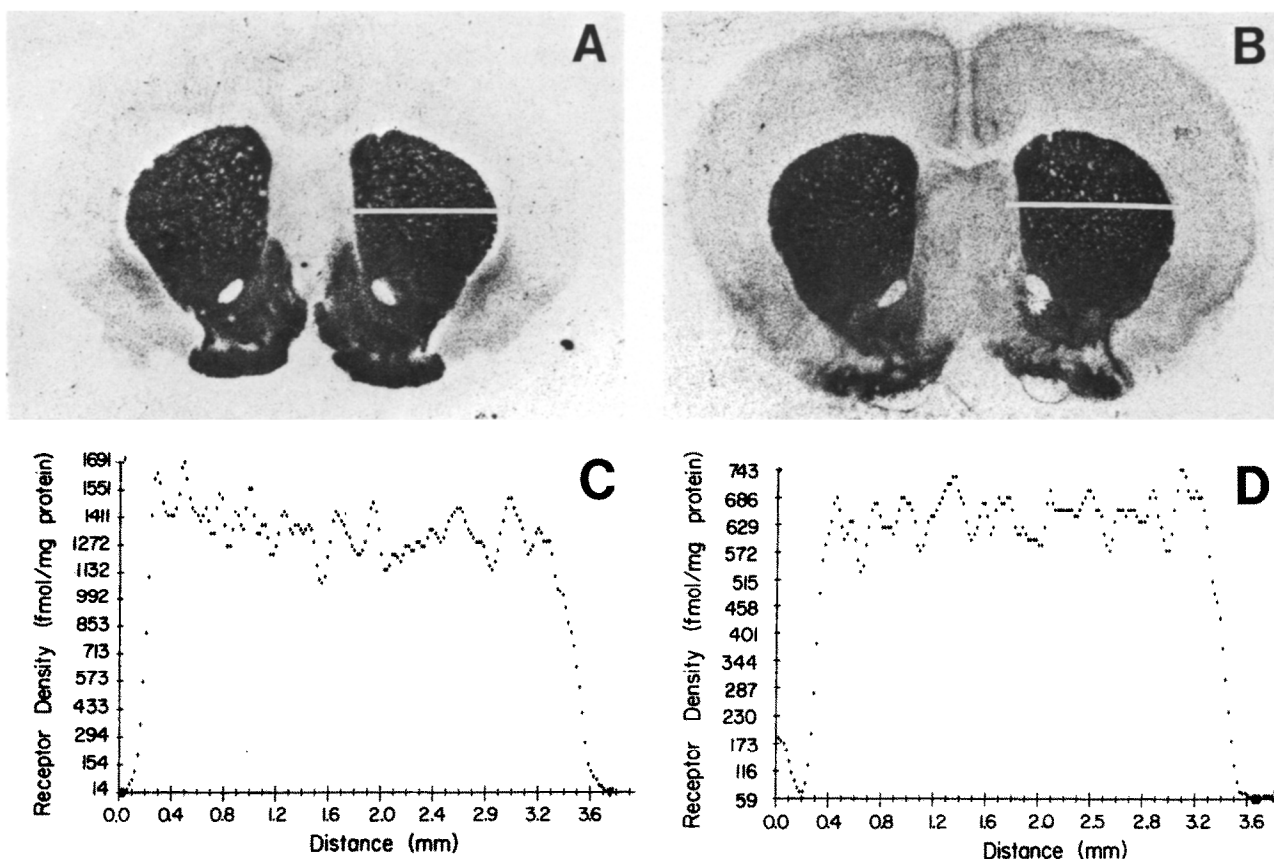 A
B
C
Receptor Density (fmol/mg protein)
1691
1551
1411
1272
1132
992
853
713
573
433
294
154
14
0.0 0.4 0.8 1.2 1.6 2.0 2.4 2.9 3.2 3.6
Distance (mm)
D
Receptor Density (fmol/mg protein)
743
686
629
572
515
458
401
344
287
230
173
116
59
0.0 0.4 0.8 1.2 1.6 2.0 2.5 2.9 3.2 3.6
Distance (mm)